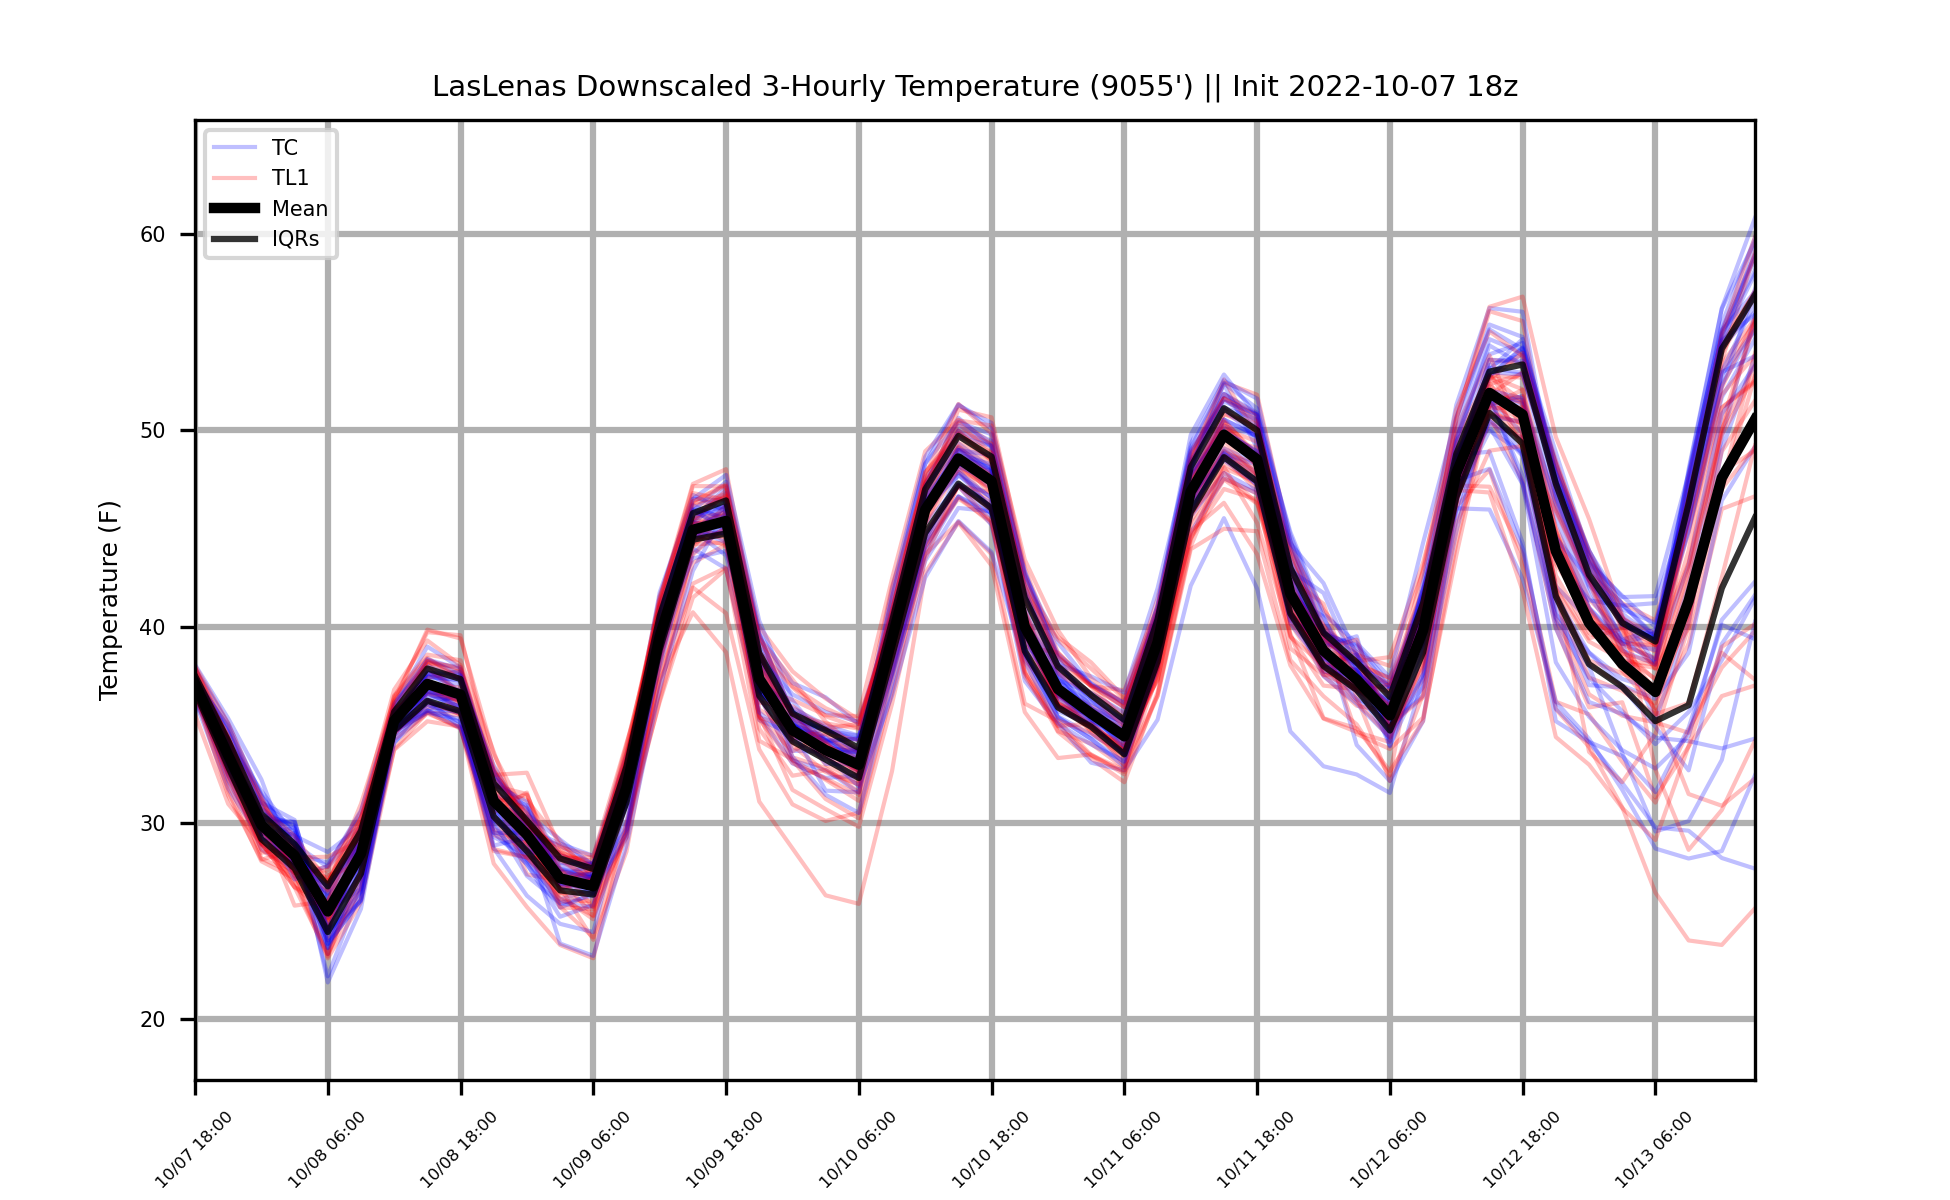 LasLenas Downscaled 3-Hourly Temperature (9055') || Init 2022-10-07 18z
TC
TL1
Mean
IQRs
Temperature (F)
60
50
40
30
20
10/07 18:00
10/08 06:00
10/08 18:00
10/09 06:00
10/09 18:00
10/10 06:00
10/10 18:00
10/11 06:00
10/11 18:00
10/12 06:00
10/12 18:00
10/13 06:00